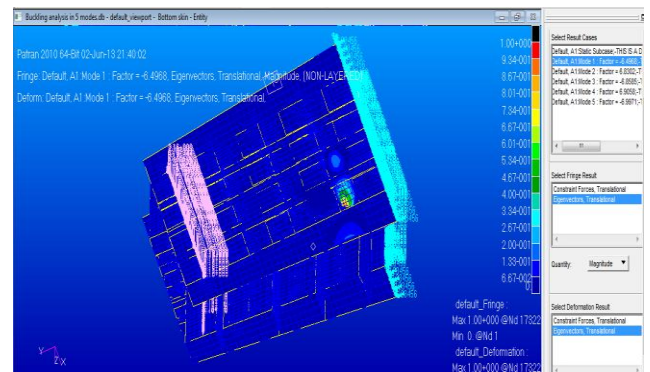 Buckling analysis in 5 modes.db - default_viewport - Bottom skin - Entity
Patran 2010 64-Bit 02-Jun-13 21:40:02
Fringe: Default, A1:Mode 1 : Factor = -6.4968, Eigenvectors, Translational, Magnitude, (NON-LAYERED)
Deform: Default, A1:Mode 1 : Factor = -6.4968, Eigenvectors, Translational,
1.00+000
9.34-001
8.67-001
8.01-001
7.34-001
6.67-001
6.01-001
5.34-001
4.67-001
4.00-001
3.34-001
2.67-001
2.00-001
1.33-001
6.67-002
0
default_Fringe :
Max 1.00+000 @Nd 17322
Min 0. @Nd 1
default_Deformation :
Max 1.00+000 @Nd 17322
Y
Z X
Select Result Cases
Default, A1:Static Subcase;-THIS IS A D
Default, A1:Mode 1 : Factor = -6.4968;-T
Default, A1:Mode 2 : Factor = 6.8302;-T
Default, A1:Mode 3 : Factor = -6.8585;-T
Default, A1:Mode 4 : Factor = 6.9058;-T
Default, A1:Mode 5 : Factor = -6.9871;-T
Select Fringe Result
Constraint Forces, Translational
Eigenvectors, Translational
Quantity: Magnitude
Select Deformation Result
Constraint Forces, Translational
Eigenvectors, Translational